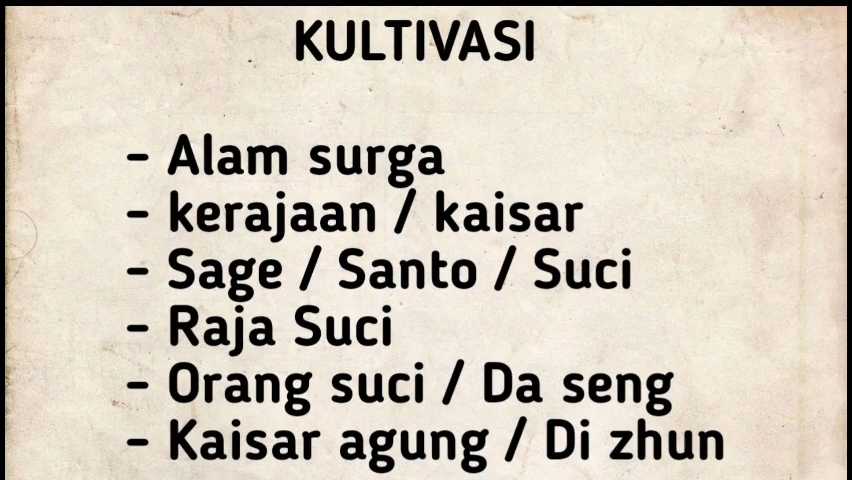 KULTIVASI
- Alam surga
- kerajaan / kaisar
- Sage / Santo / Suci
- Raja Suci
- Orang suci / Da seng
- Kaisar agung / Di zhun